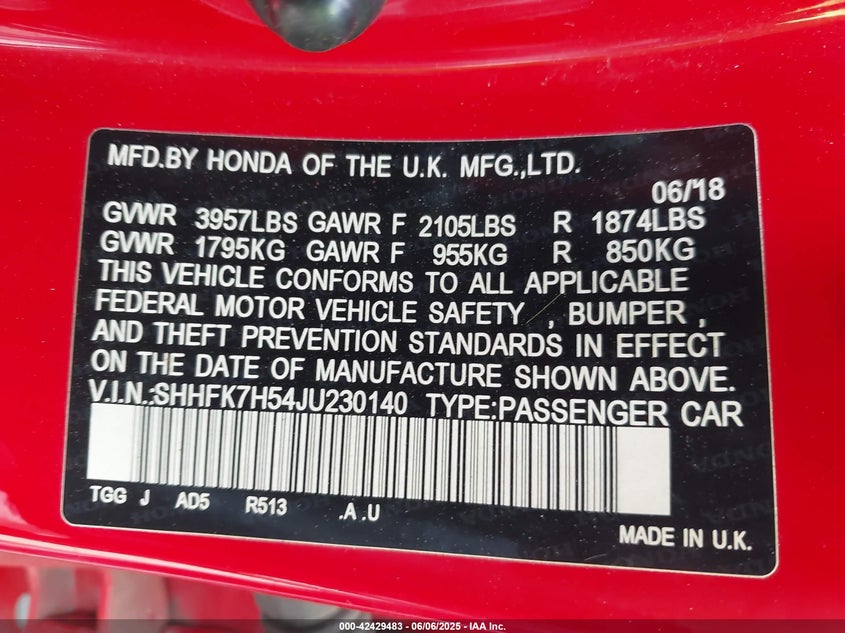 MFD.BY HONDA OF THE U.K. MFG.,LTD.
06/18
GVWR 3957LBS GAWR F 2105LBS R 1874LBS
GVWR 1795KG GAWR F 955KG R 850KG
THIS VEHICLE CONFORMS TO ALL APPLICABLE
FEDERAL MOTOR VEHICLE SAFETY , BUMPER ,
AND THEFT PREVENTION STANDARDS IN EFFECT
ON THE DATE OF MANUFACTURE SHOWN ABOVE.
V.I.N.:SHHFK7H54JU230140 TYPE:PASSENGER CAR
TGG J AD5 R513 .A .U
MADE IN U.K.
000-42429483 - 06/06/2025 - IAA Inc.